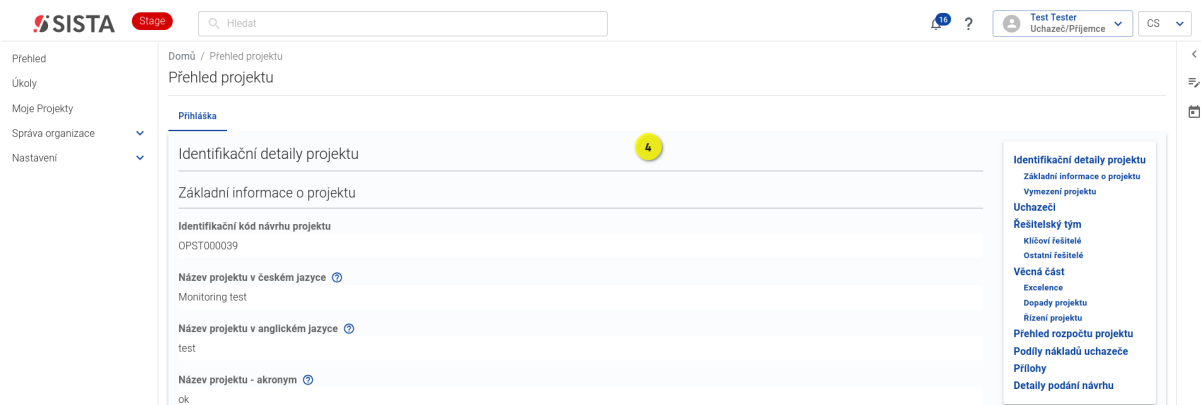 SISTA
Stage
Hledat
16
?
Test Tester
Uchazeč/Příjemce
CS
Přehled
Úkoly
Moje Projekty
Správa organizace
Nastavení
Domů / Přehled projektu
Přehled projektu
Přihláška
4
Identifikační detaily projektu
Základní informace o projektu
Identifikační kód návrhu projektu
OPST000039
Název projektu v českém jazyce ?
Monitoring test
Název projektu v anglickém jazyce ?
test
Název projektu - akronym ?
ok
Identifikační detaily projektu
Základní informace o projektu
Vymezení projektu
Uchazeči
Řešitelský tým
Klíčoví řešitelé
Ostatní řešitelé
Věcná část
Excelence
Dopady projektu
Řízení projektu
Přehled rozpočtu projektu
Podíly nákladů uchazeče
Přílohy
Detaily podání návrhu